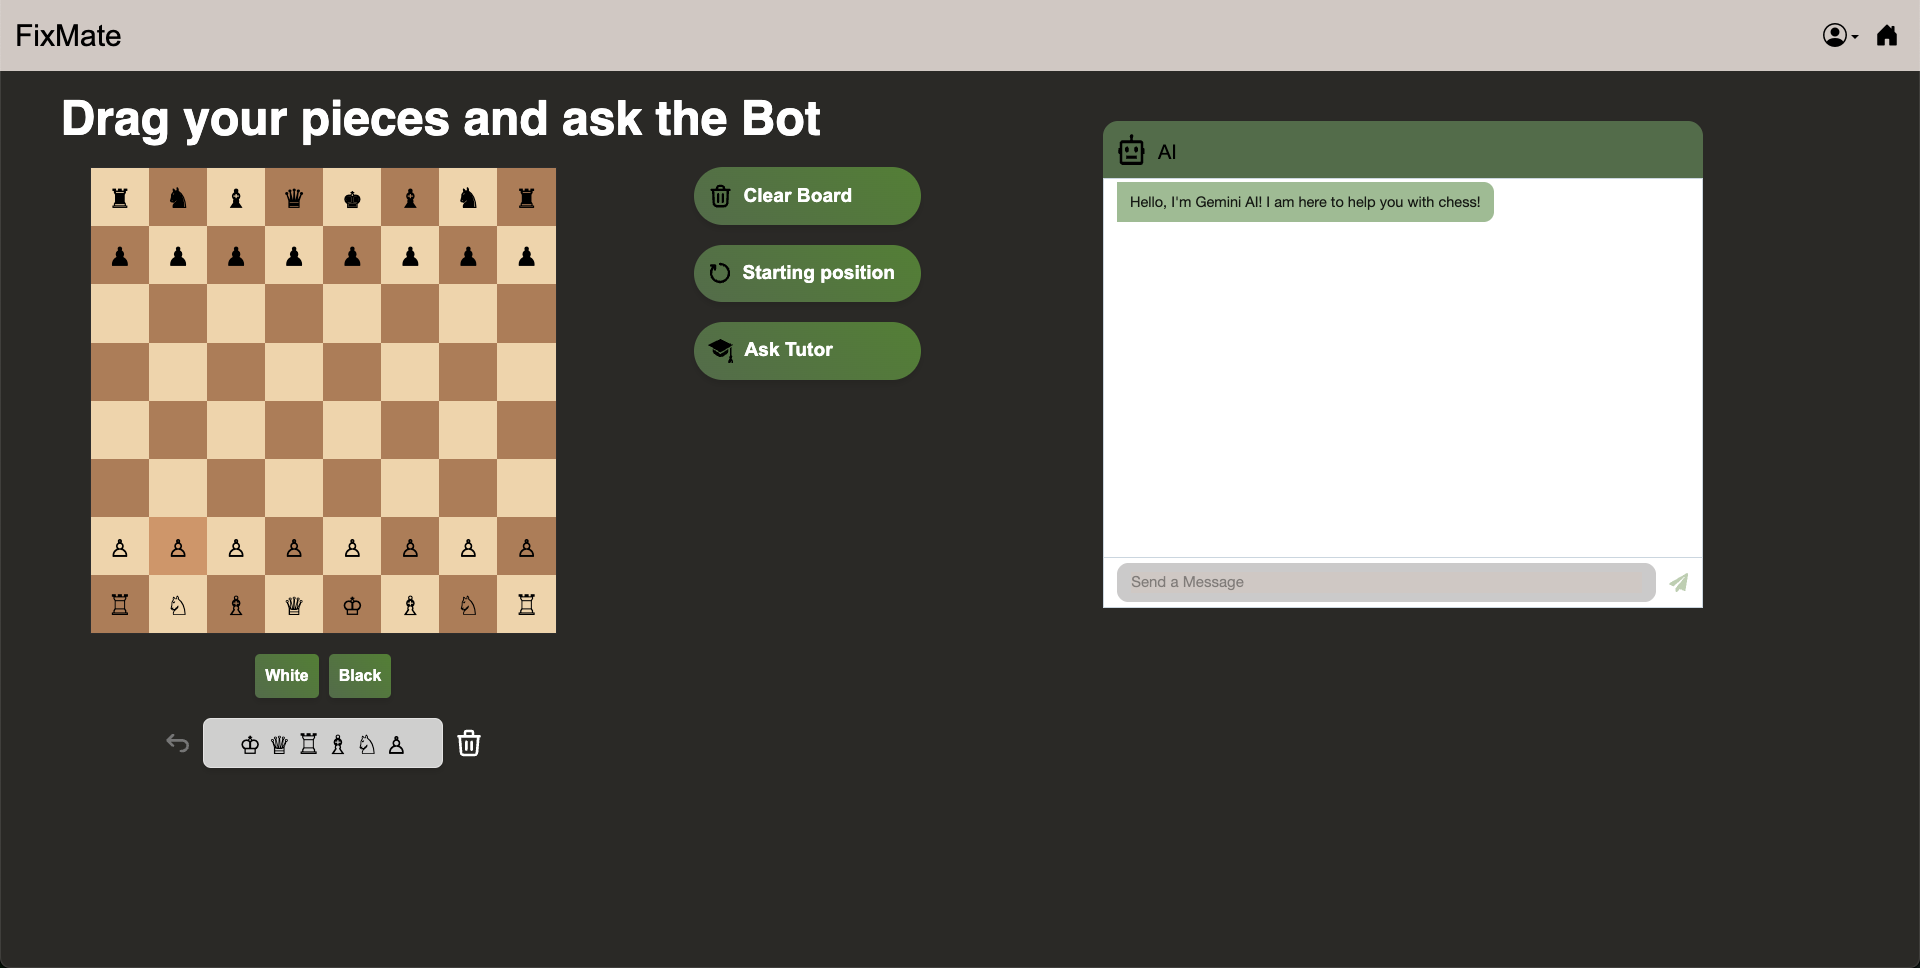 FixMate
Drag your pieces and ask the Bot
Clear Board
Starting position
Ask Tutor
White
Black
AI
Hello, I'm Gemini AI! I am here to help you with chess!
Send a Message